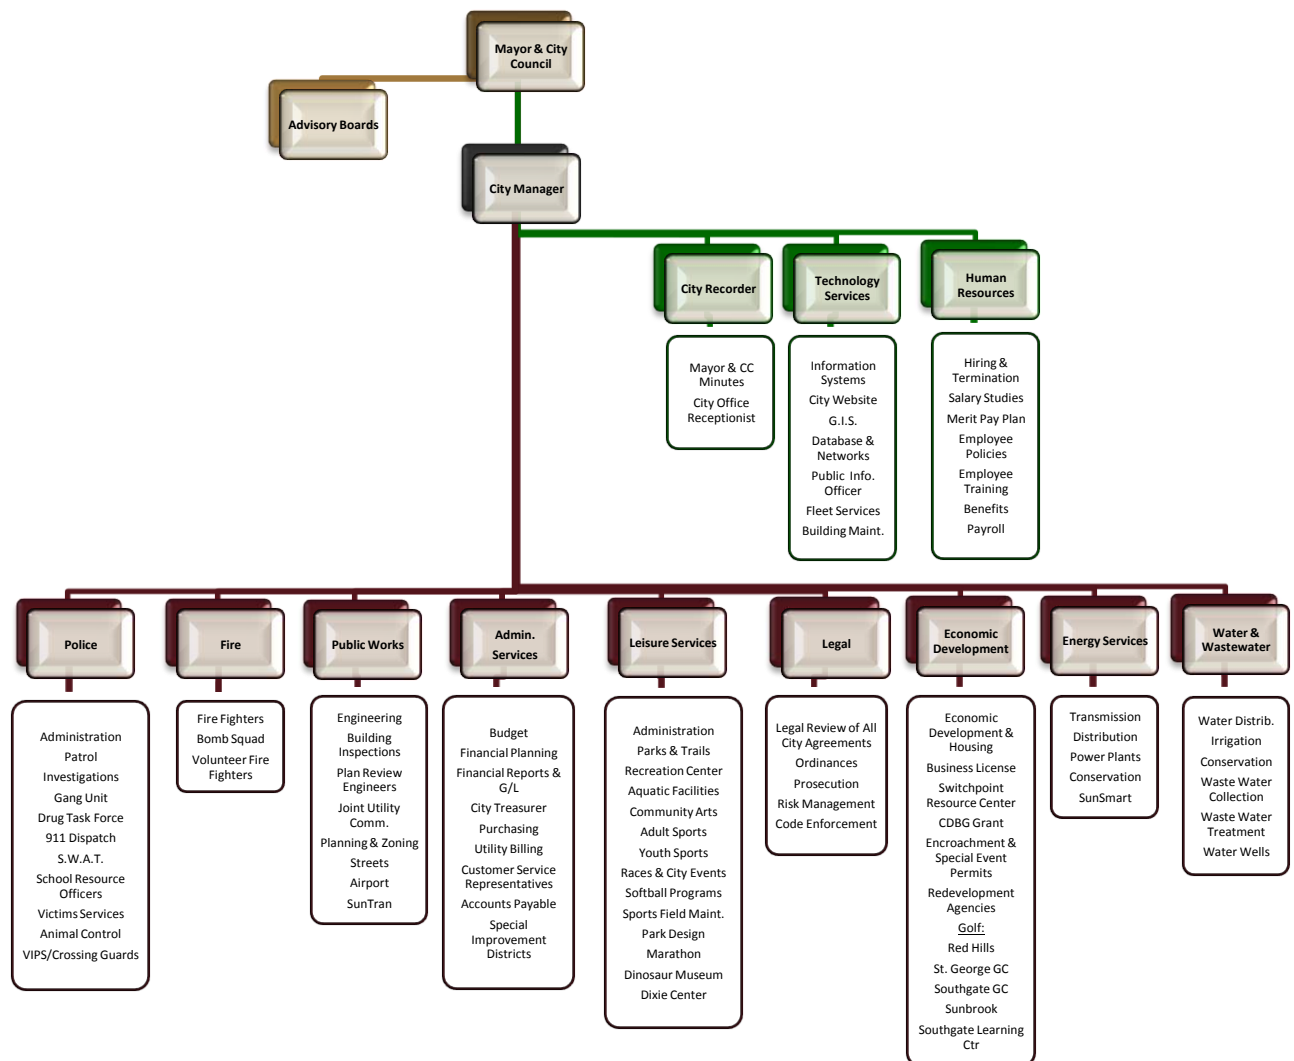 Mayor & City
Council
Advisory Boards
City Manager
City Recorder
Technology
Services
Human
Resources
Mayor & CC
Minutes
City Office
Receptionist
Information
Systems
City Website
G.I.S.
Database &
Networks
Public Info.
Officer
Fleet Services
Building Maint.
Hiring &
Termination
Salary Studies
Merit Pay Plan
Employee
Policies
Employee
Training
Benefits
Payroll
Police
Fire
Public Works
Admin.
Services
Leisure Services
Legal
Economic
Development
Energy Services
Water &
Wastewater
Administration
Patrol
Investigations
Gang Unit
Drug Task Force
911 Dispatch
S.W.A.T.
School Resource
Officers
Victims Services
Animal Control
VIPS/Crossing Guards
Fire Fighters
Bomb Squad
Volunteer Fire
Fighters
Engineering
Building
Inspections
Plan Review
Engineers
Joint Utility
Comm.
Planning & Zoning
Streets
Airport
SunTran
Budget
Financial Planning
Financial Reports &
G/L
City Treasurer
Purchasing
Utility Billing
Customer Service
Representatives
Accounts Payable
Special
Improvement
Districts
Administration
Parks & Trails
Recreation Center
Aquatic Facilities
Community Arts
Adult Sports
Youth Sports
Races & City Events
Softball Programs
Sports Field Maint.
Park Design
Marathon
Dinosaur Museum
Dixie Center
Legal Review of All
City Agreements
Ordinances
Prosecution
Risk Management
Code Enforcement
Economic
Development &
Housing
Business License
Switchpoint
Resource Center
CDBG Grant
Encroachment &
Special Event
Permits
Redevelopment
Agencies
Golf:
Red Hills
St. George GC
Southgate GC
Sunbrook
Southgate Learning
Ctr
Transmission
Distribution
Power Plants
Conservation
SunSmart
Water Distrib.
Irrigation
Conservation
Waste Water
Collection
Waste Water
Treatment
Water Wells